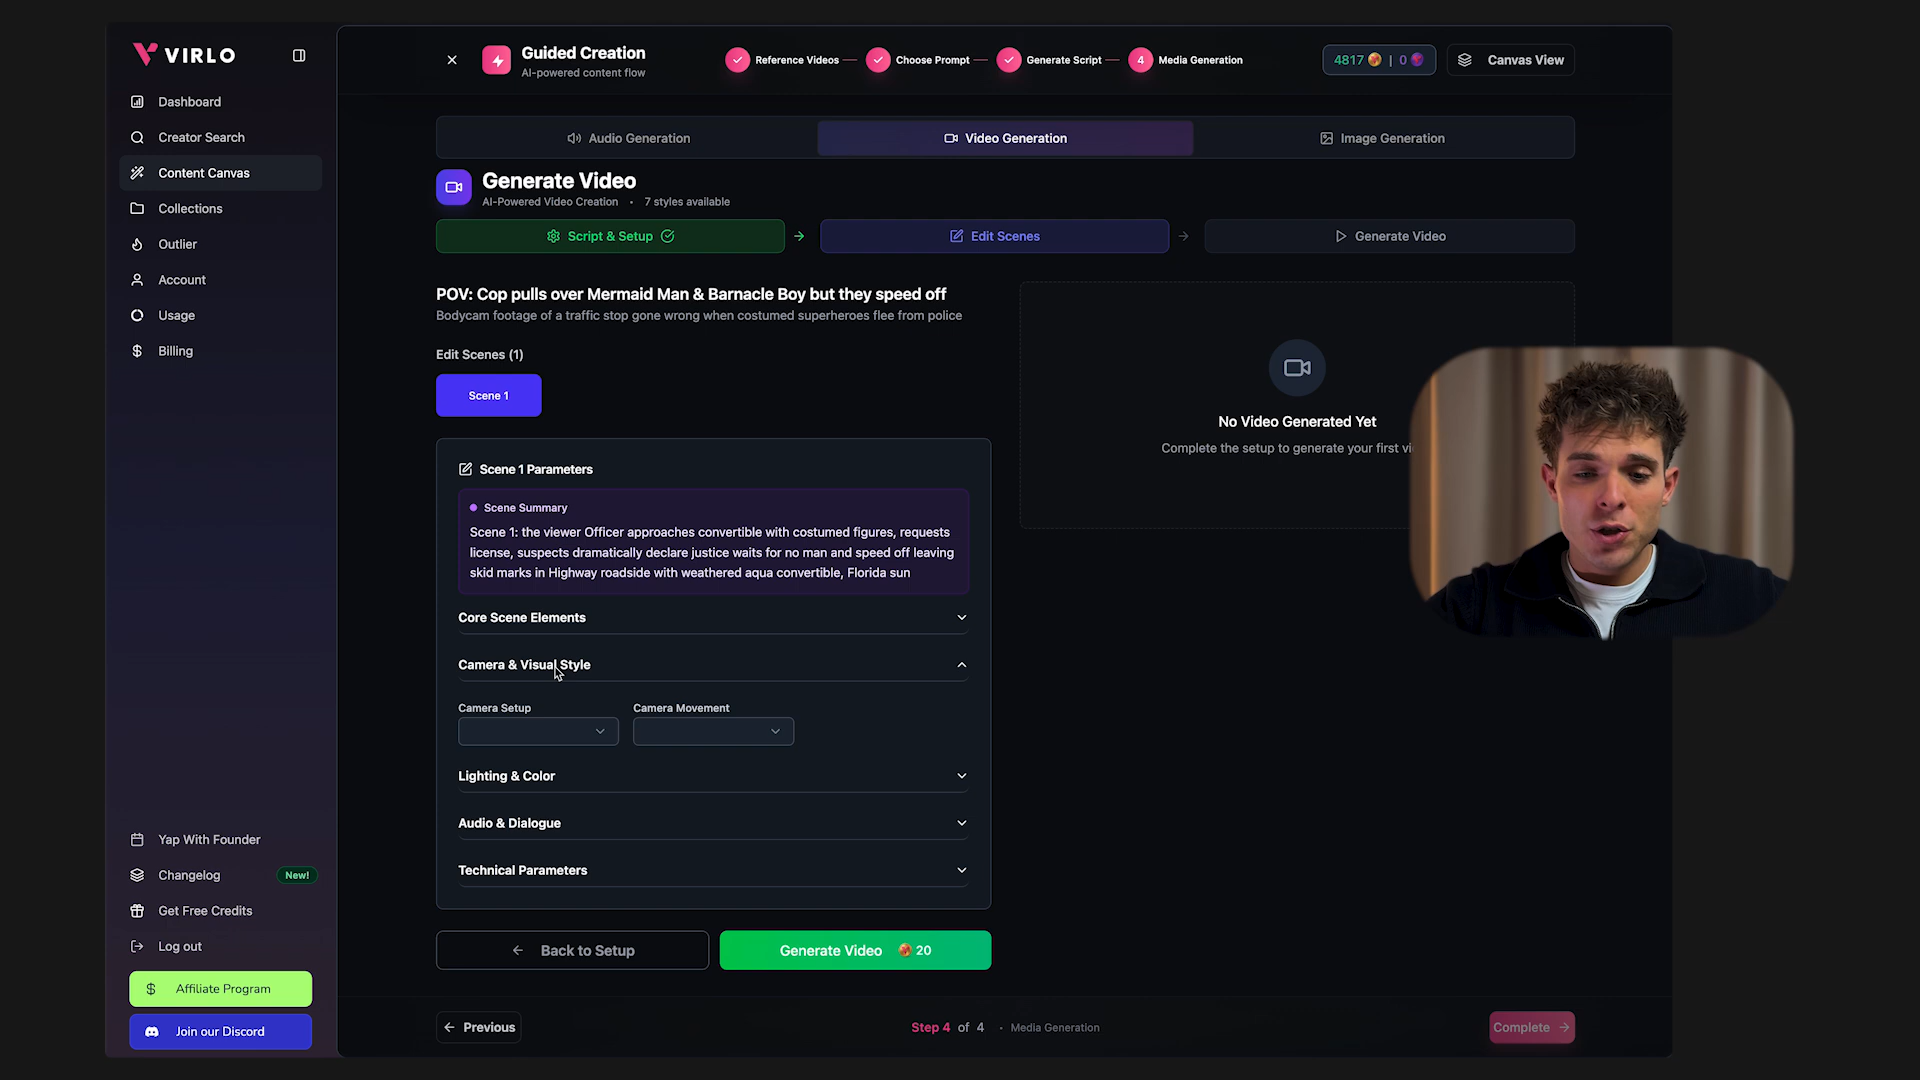 VIRLO
Dashboard
Creator Search
Content Canvas
Collections
Outlier
Account
Usage
Billing
Yap With Founder
Changelog New!
Get Free Credits
Log out
Affiliate Program
Join our Discord
Guided Creation
AI-powered content flow
Reference Videos
Choose Prompt
Generate Script
4 Media Generation
4817 | 0
Canvas View
Audio Generation
Video Generation
Image Generation
Generate Video
AI-Powered Video Creation • 7 styles available
Script & Setup
Edit Scenes
Generate Video
POV: Cop pulls over Mermaid Man & Barnacle Boy but they speed off
Bodycam footage of a traffic stop gone wrong when costumed superheroes flee from police
Edit Scenes (1)
Scene 1
Scene 1 Parameters
Scene Summary
Scene 1: the viewer Officer approaches convertible with costumed figures, requests
license, suspects dramatically declare justice waits for no man and speed off leaving
skid marks in Highway roadside with weathered aqua convertible, Florida sun
Core Scene Elements
Camera & Visual Style
Camera Setup
Camera Movement
Lighting & Color
Audio & Dialogue
Technical Parameters
Back to Setup
Generate Video 20
No Video Generated Yet
Complete the setup to generate your first vi
Previous
Step 4 of 4 • Media Generation
Complete